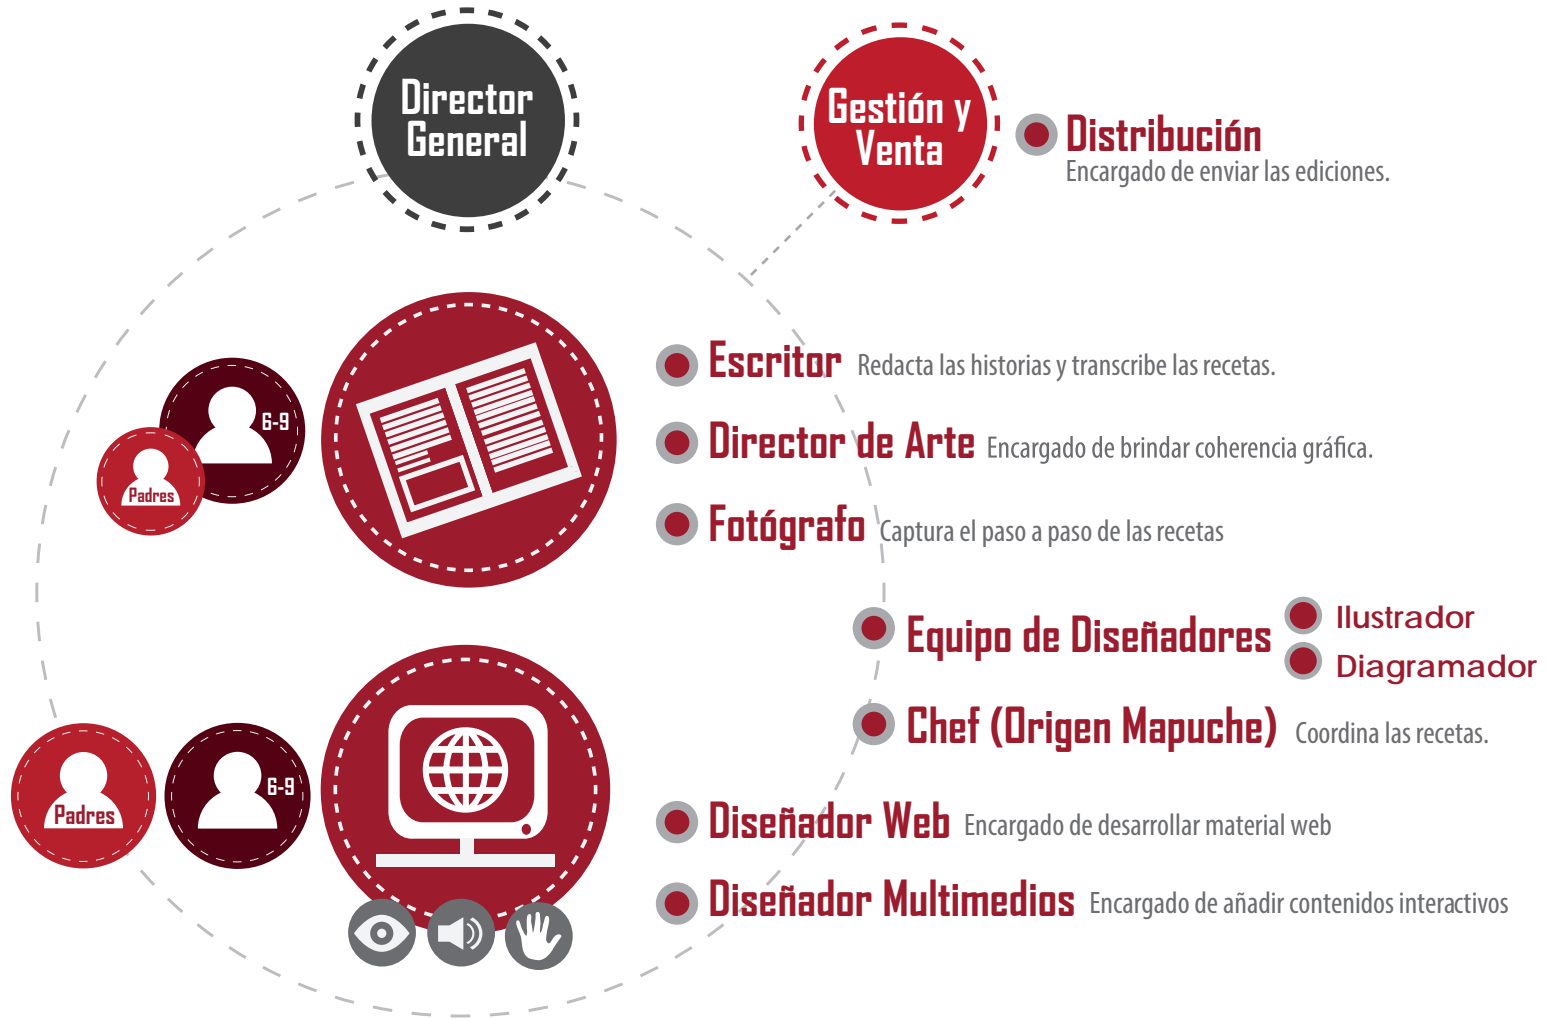 Director
General
Gestión y
Venta
Distribución
Encargado de enviar las ediciones.
Escritor Redacta las historias y transcribe las recetas.
6-9
Padres
Director de Arte Encargado de brindar coherencia gráfica.
Fotógrafo Captura el paso a paso de las recetas
Equipo de Diseñadores
Ilustrador
Diagramador
Chef (Origen Mapuche) Coordina las recetas.
Padres
6-9
Diseñador Web Encargado de desarrollar material web
Diseñador Multimedios Encargado de añadir contenidos interactivos